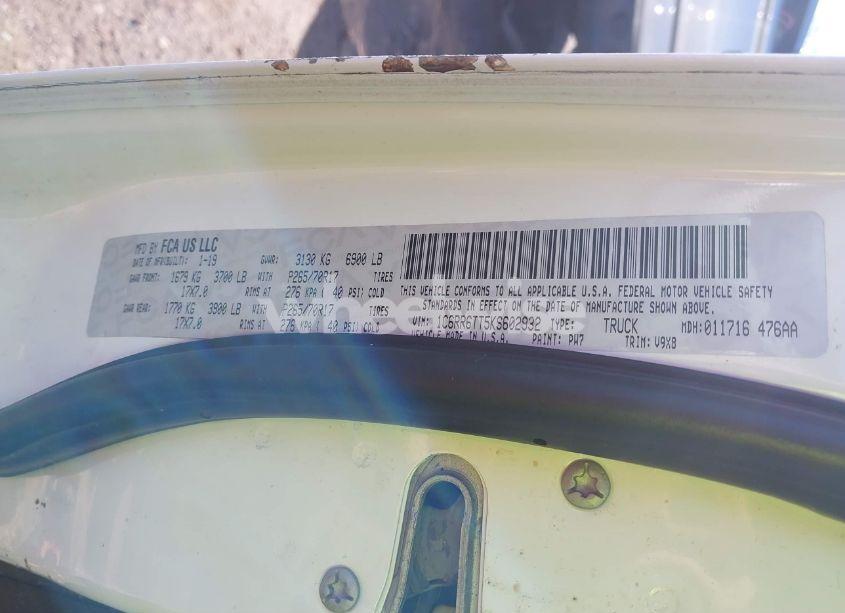 MFD BY FCA US LLC
DATE OF MFR(BUILT): 1-19 GVWR: 3130 KG 6900 LB
GAWR FRONT: 1679 KG 3700 LB WITH P265/70R17 TIRES
17X7.0 RIMS AT 276 KPA ( 40 PSI) COLD
GAWR REAR: 1770 KG 3900 LB WITH P265/70R17 TIRES
17X7.0 RIMS AT 276 KPA ( 40 PSI) COLD
THIS VEHICLE CONFORMS TO ALL APPLICABLE U.S.A. FEDERAL MOTOR VEHICLE SAFETY
STANDARDS IN EFFECT ON THE DATE OF MANUFACTURE SHOWN ABOVE.
VIN: 1C6RR6TT5KS602992 TYPE: TRUCK MDH:011716 476AA
VEHICLE MADE IN U.S.A. PAINT: PW7 TRIM: V9X8